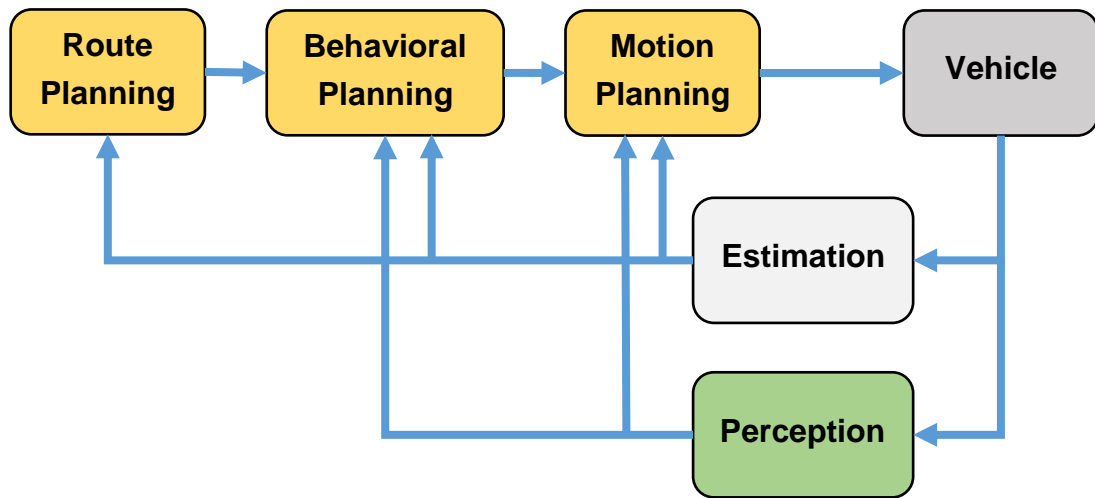 Route
Planning
Behavioral
Planning
Motion
Planning
Vehicle
Estimation
Perception